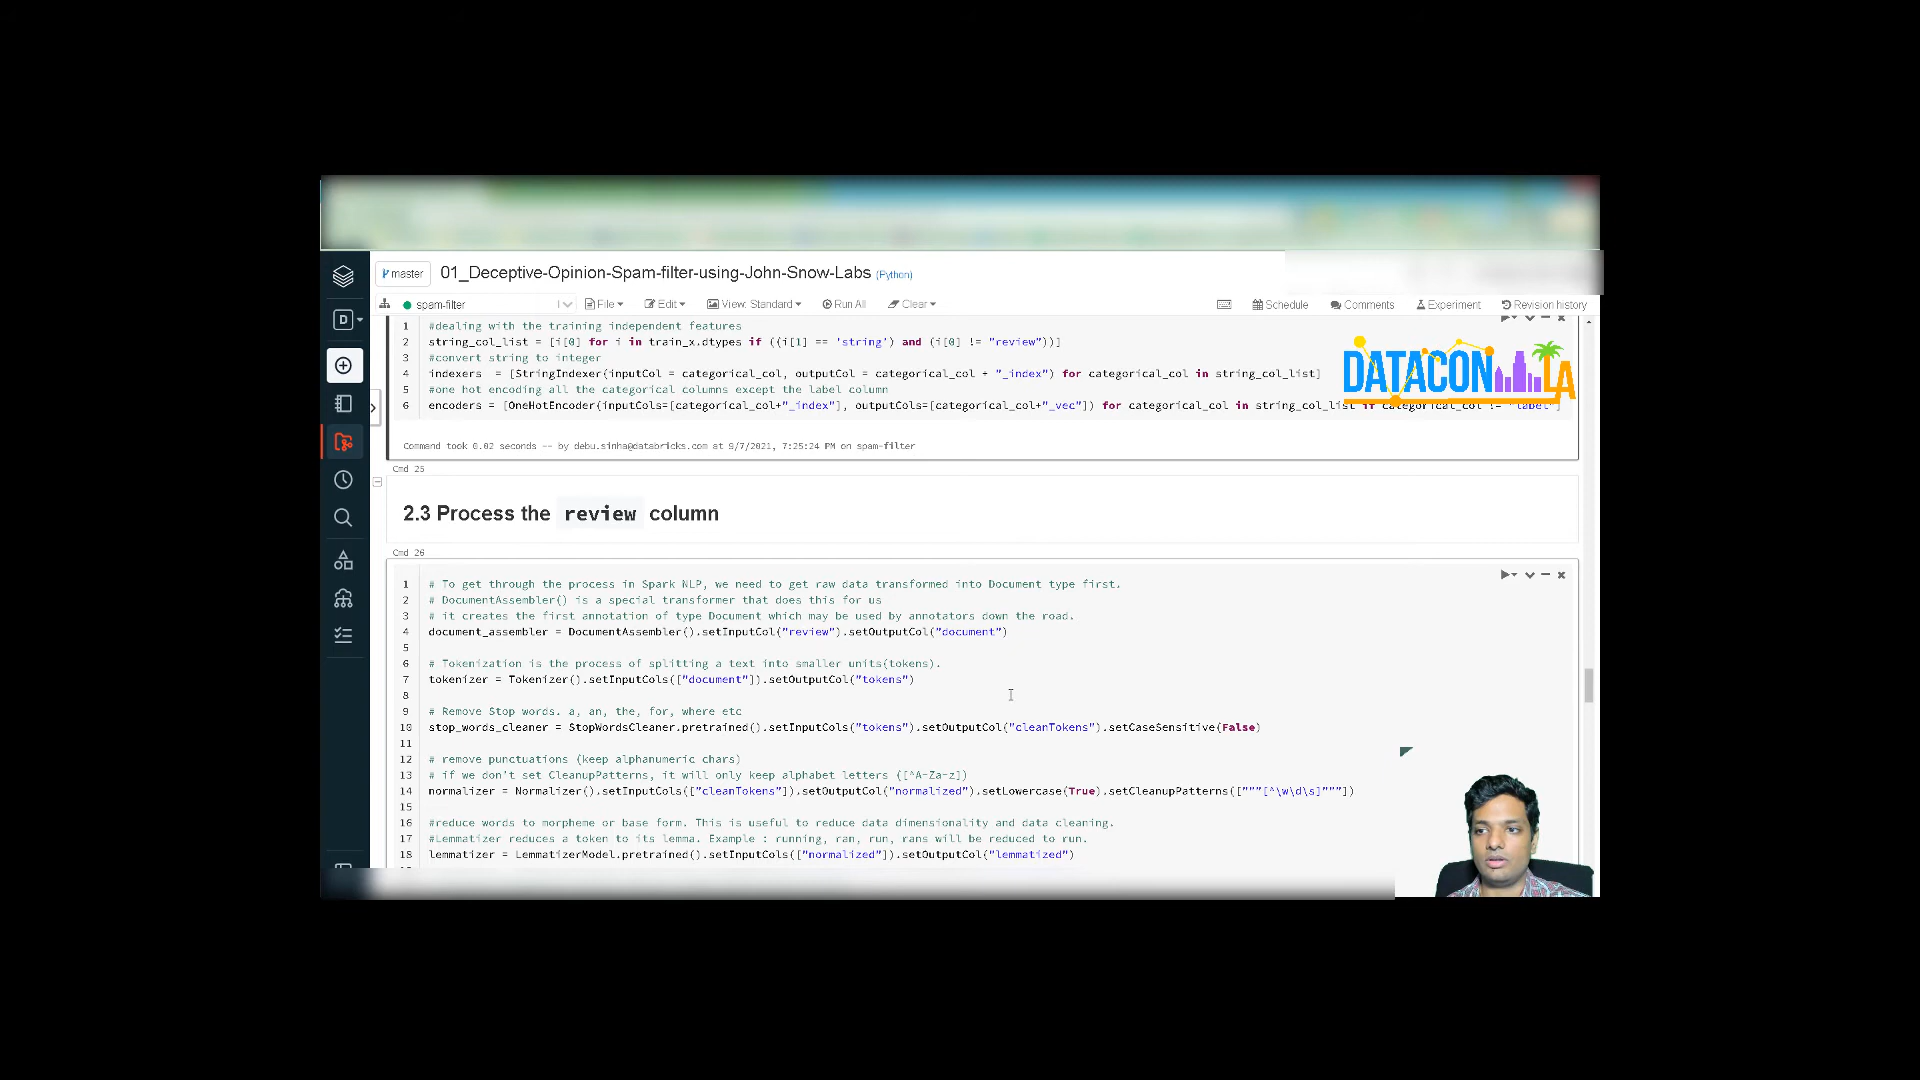 master
01_Deceptive-Opinion-Spam-filter-using-John-Snow-Labs (Python)
D
spam-filter
File
Edit
View: Standard
Run All
Clear
Schedule
Comments
Experiment
Revision history
1 #dealing with the training independent features
2 string_col_list = [i[0] for i in train_x.dtypes if ((i[1] == 'string') and (i[0] != "review"))]
3 #convert string to integer
4 indexers = [StringIndexer(inputCol = categorical_col, outputCol = categorical_col + "_index") for categorical_col in string_col_list]
5 #one hot encoding all the categorical columns except the label column
6 encoders = [OneHotEncoder(inputCols=[categorical_col+"_index"], outputCols=[categorical_col+"_vec"]) for categorical_col in string_col_list if categorical_col != "label"]
DATACON LA
Command took 0.02 seconds -- by debu.sinha@databricks.com at 9/7/2021, 7:25:24 PM on spam-filter
Cmd 25
2.3 Process the review column
Cmd 26
1 # To get through the process in Spark NLP, we need to get raw data transformed into Document type first.
2 # DocumentAssembler() is a special transformer that does this for us
3 # it creates the first annotation of type Document which may be used by annotators down the road.
4 document_assembler = DocumentAssembler().setInputCol("review").setOutputCol("document")
5
6 # Tokenization is the process of splitting a text into smaller units(tokens).
7 tokenizer = Tokenizer().setInputCols(["document"]).setOutputCol("tokens")
8
9 # Remove Stop words. a, an, the, for, where etc
10 stop_words_cleaner = StopWordsCleaner.pretrained().setInputCols("tokens").setOutputCol("cleanTokens").setCaseSensitive(False)
11
12 # remove punctuations (keep alphanumeric chars)
13 # if we don't set CleanupPatterns, it will only keep alphabet letters ([^A-Za-z])
14 normalizer = Normalizer().setInputCols(["cleanTokens"]).setOutputCol("normalized").setLowercase(True).setCleanupPatterns(["""[^\w\d\s]"""])
15
16 #reduce words to morpheme or base form. This is useful to reduce data dimensionality and data cleaning.
17 #Lemmatizer reduces a token to its lemma. Example : running, ran, run, rans will be reduced to run.
18 lemmatizer = LemmatizerModel.pretrained().setInputCols(["normalized"]).setOutputCol("lemmatized")